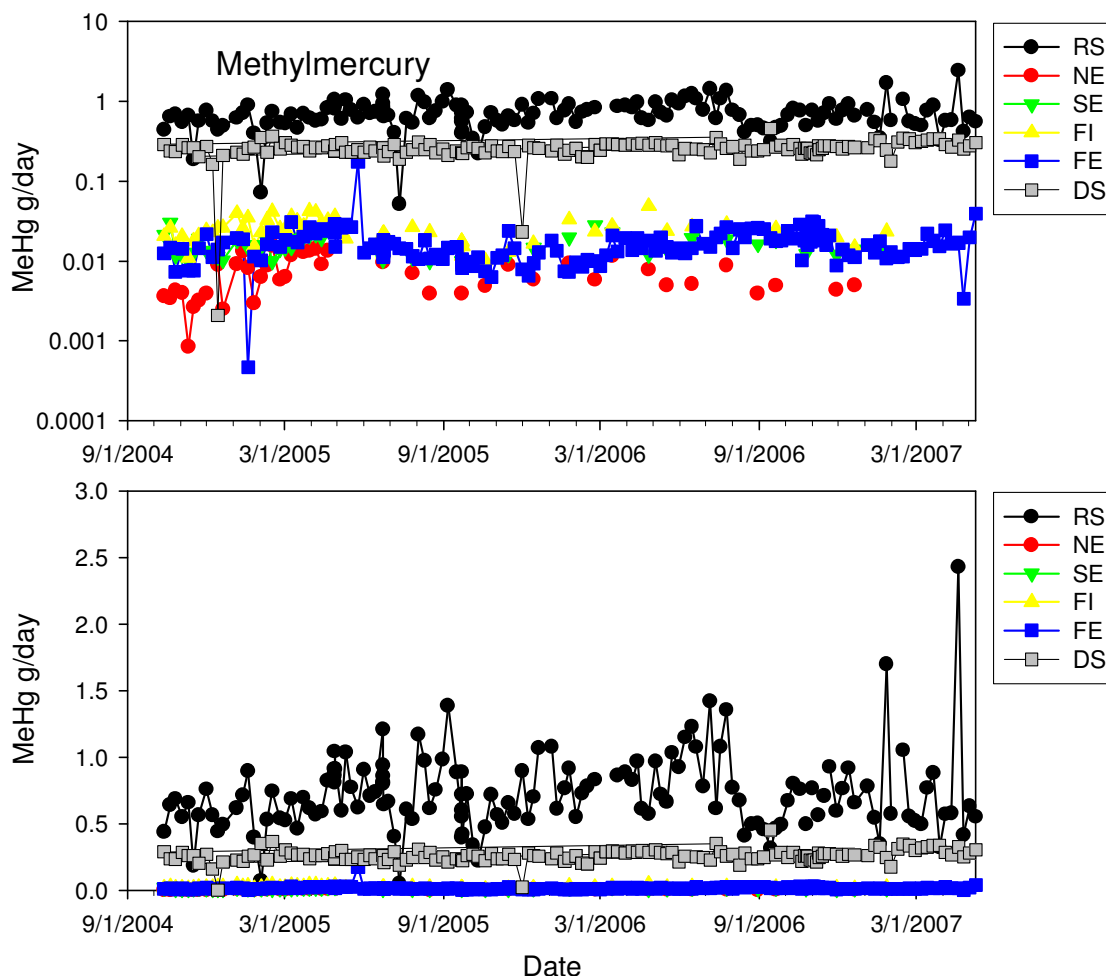 Methylmercury
MeHg g/day
10
1
0.1
0.01
0.001
0.0001
9/1/2004 3/1/2005 9/1/2005 3/1/2006 9/1/2006 3/1/2007
RS
NE
SE
FI
FE
DS
MeHg g/day
3.0
2.5
2.0
1.5
1.0
0.5
0.0
9/1/2004 3/1/2005 9/1/2005 3/1/2006 9/1/2006 3/1/2007
Date
RS
NE
SE
FI
FE
DS